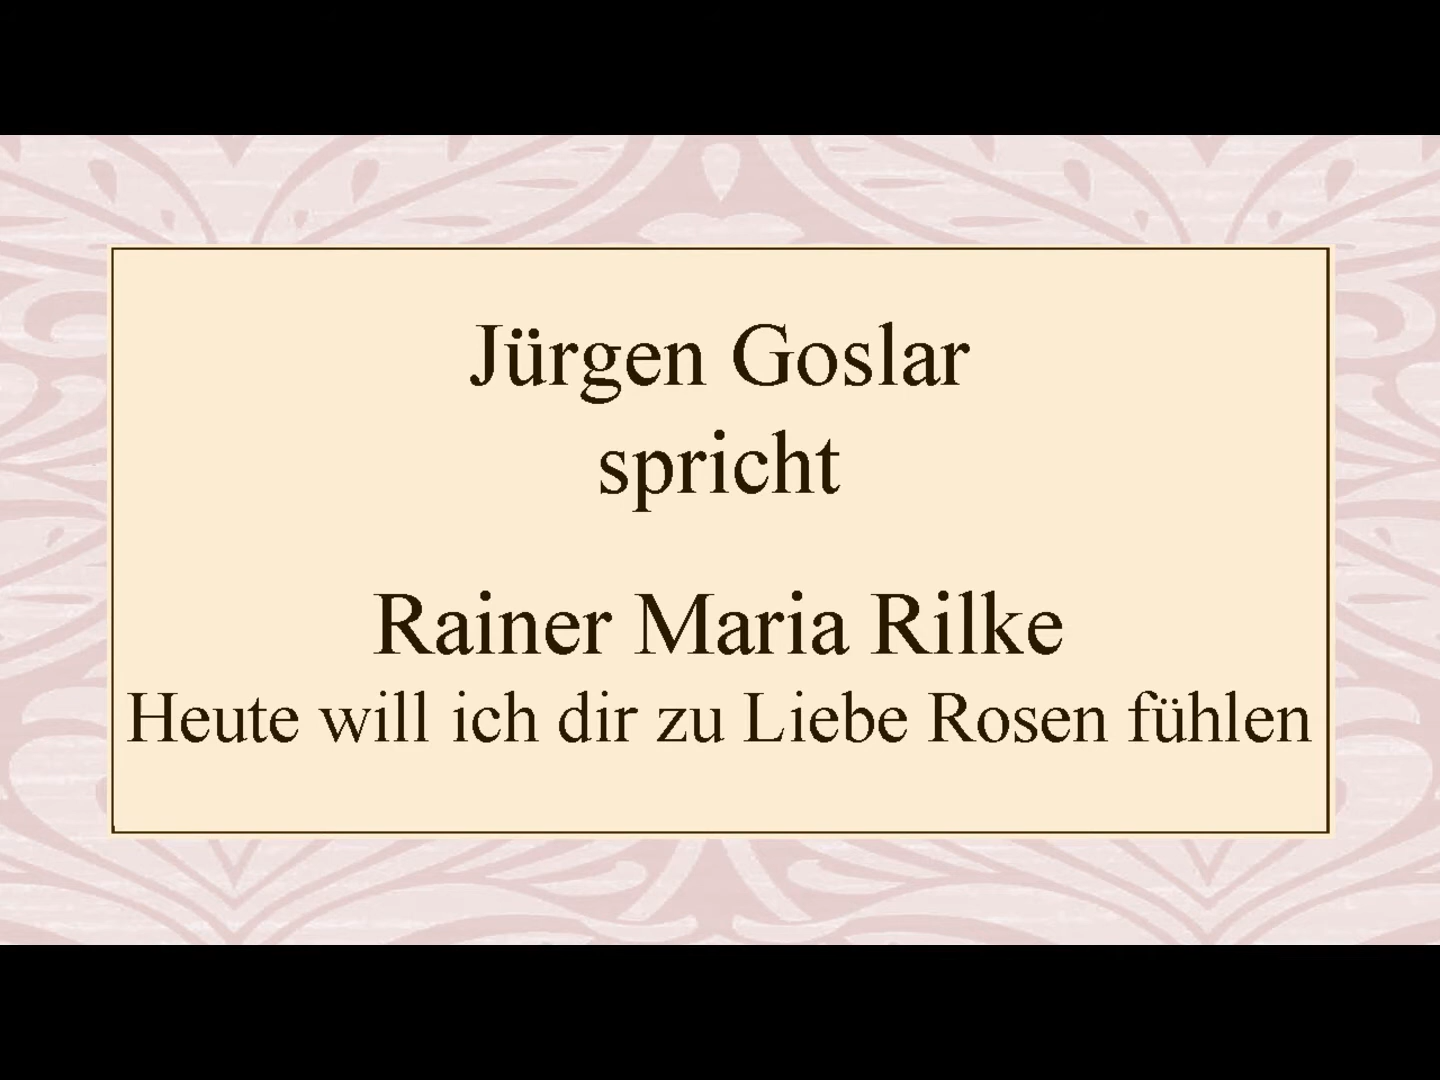 Jürgen Goslar
spricht
Rainer Maria Rilke
Heute will ich dir zu Liebe Rosen fühlen